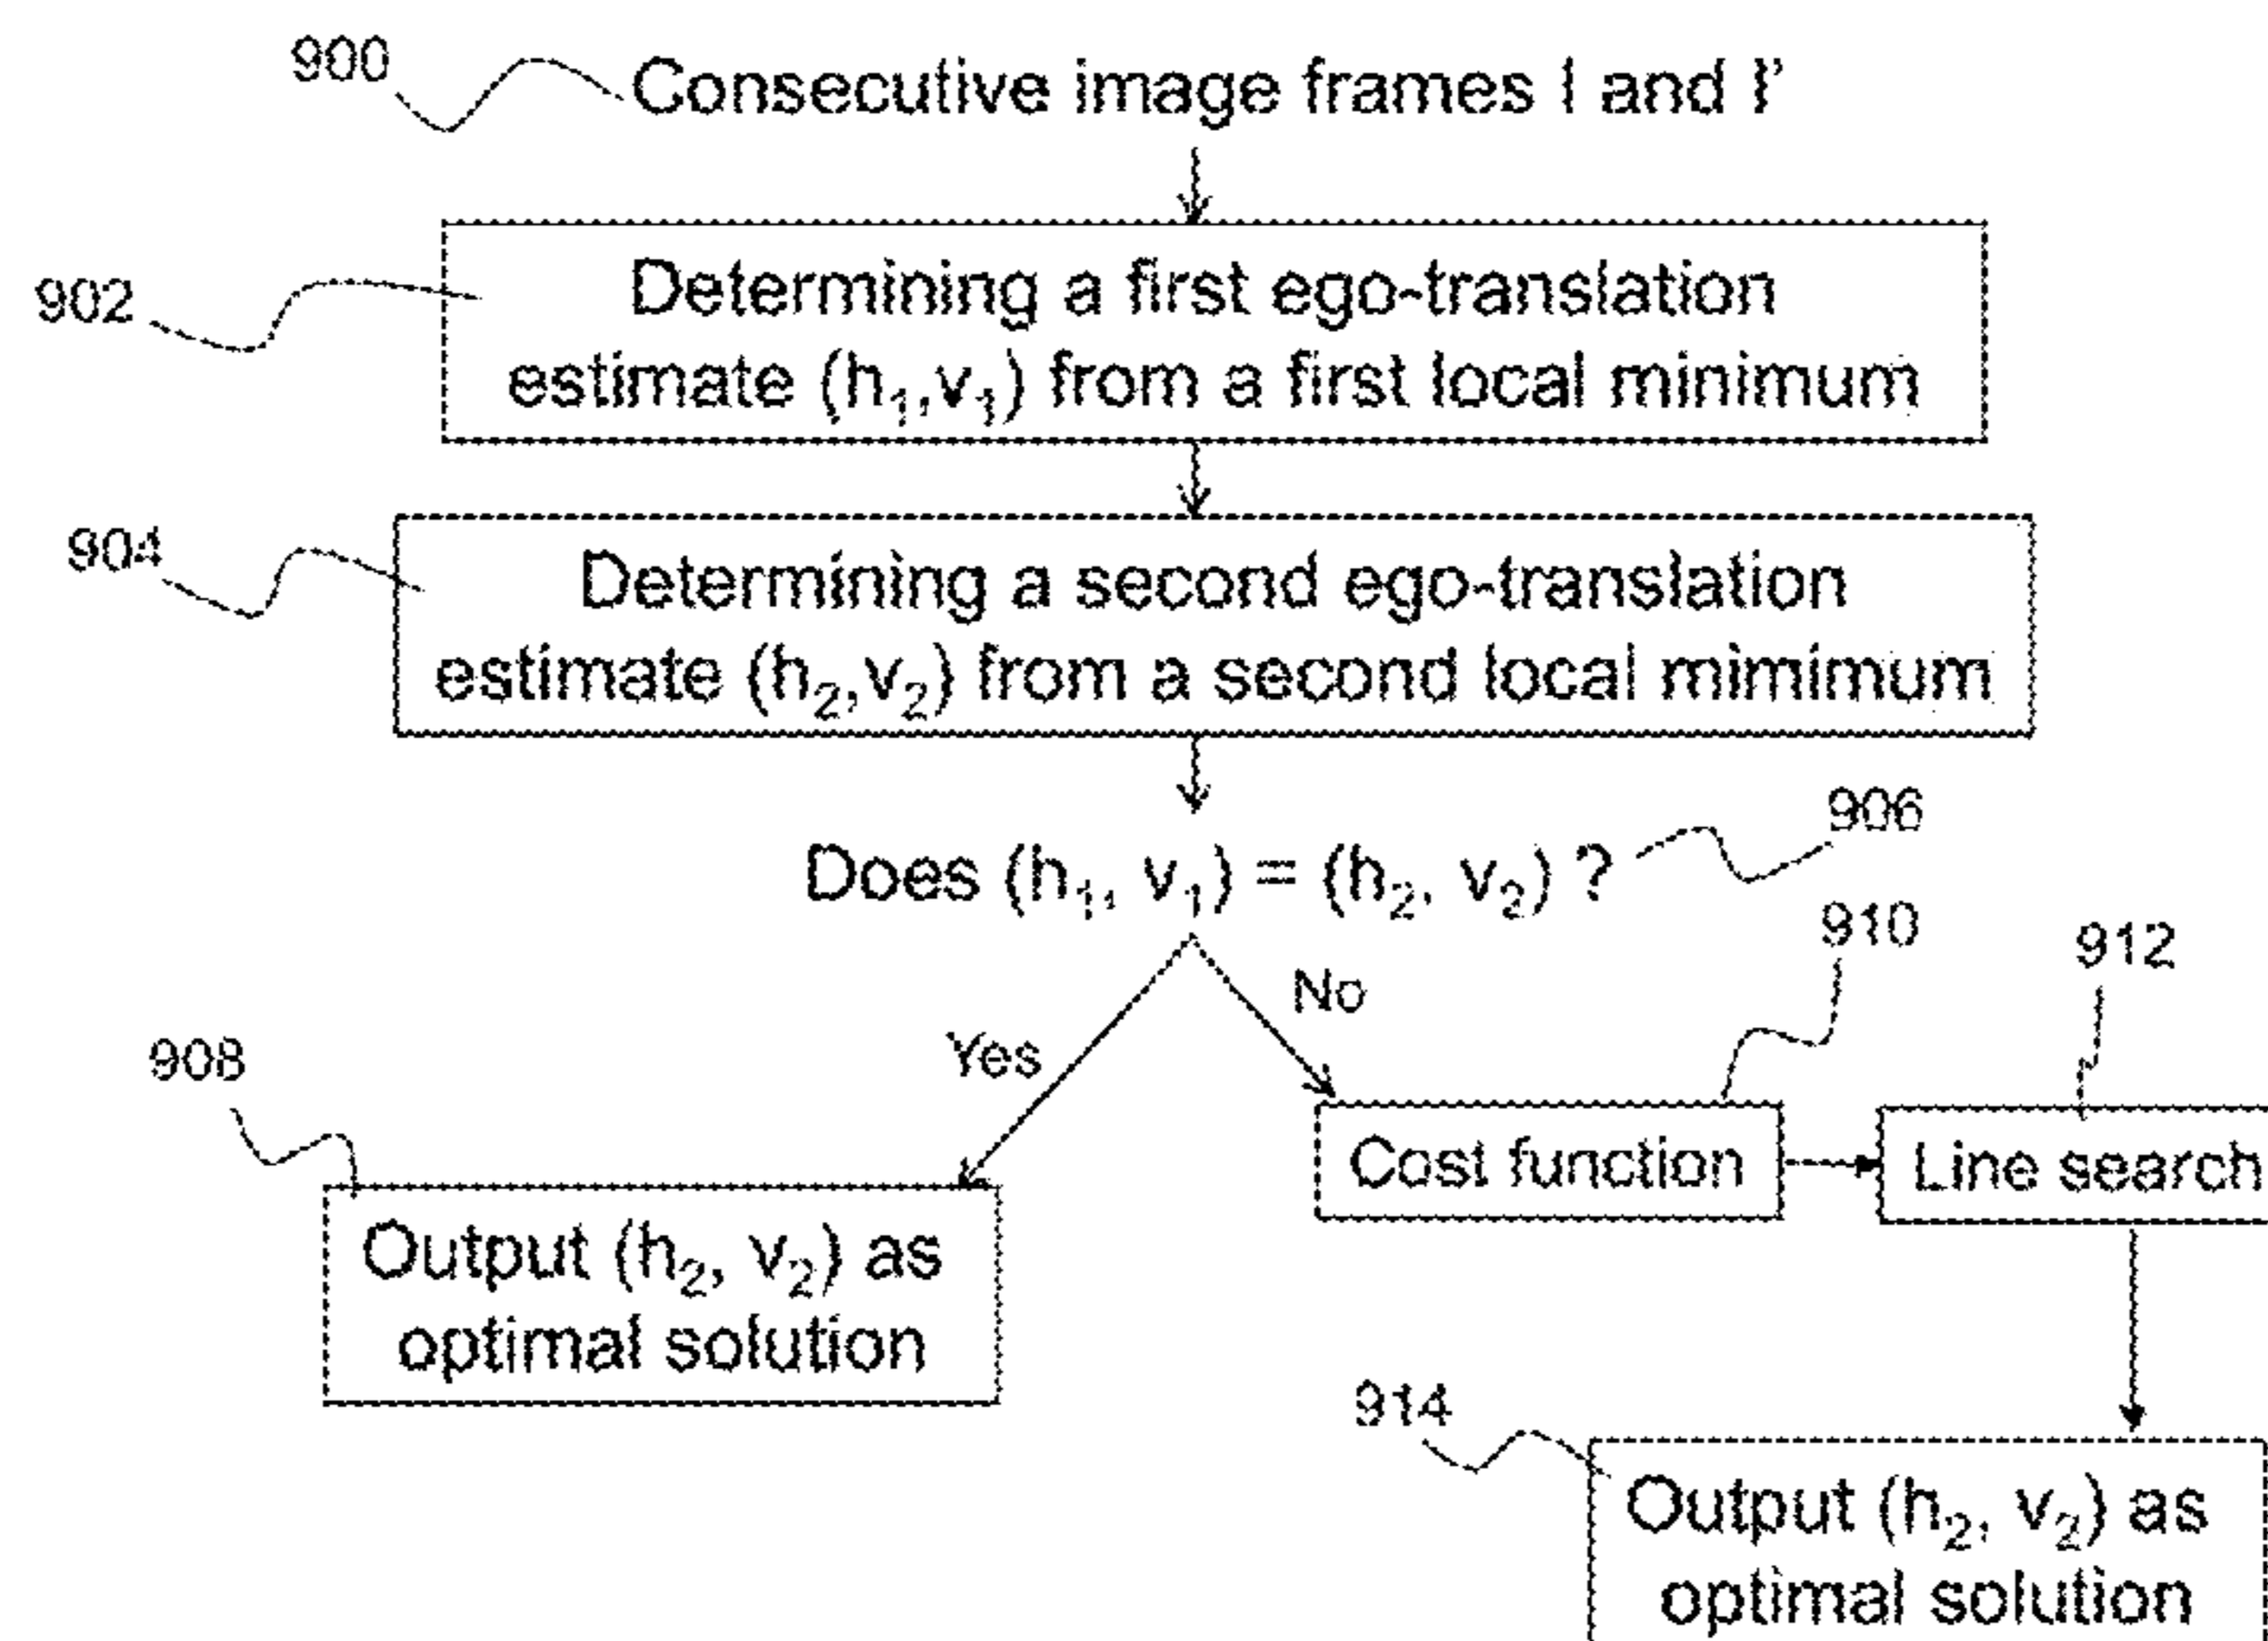 900
Consecutive image frames I and I'
902
Determining a first ego-translation
estimate (h₁,v₁) from a first local minimum
904
Determining a second ego-translation
estimate (h₂,v₂) from a second local mimimum
Does (h₁, v₁) = (h₂, v₂) ?
906
910
912
No
Yes
908
Cost function
Line search
Output (h₂, v₂) as
optimal solution
914
Output (h₂, v₂) as
optimal solution